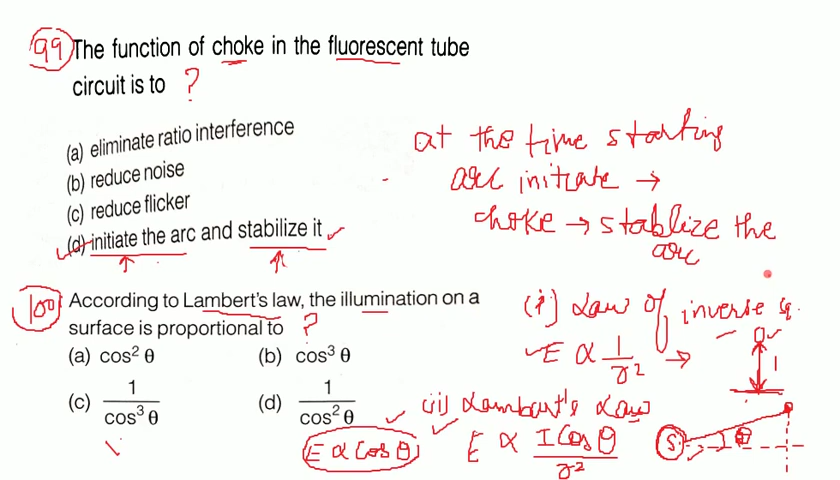 99 The function of choke in the fluorescent tube
circuit is to ?
(a) eliminate ratio interference
(b) reduce noise
(c) reduce flicker
(d) initiate the arc and stabilize it
at the time starting
arc initiate →
choke → stablize the
arc
100 According to Lambert's law, the illumination on a
surface is proportional to ?
(a) cos² θ (b) cos³ θ
(c) 1/cos³ θ (d) 1/cos² θ
E ∝ cos θ
(i) Law of inverse sq.
E ∝ 1/r² →
(ii) Lambert's Law
E ∝ I cos θ/r²
S θ